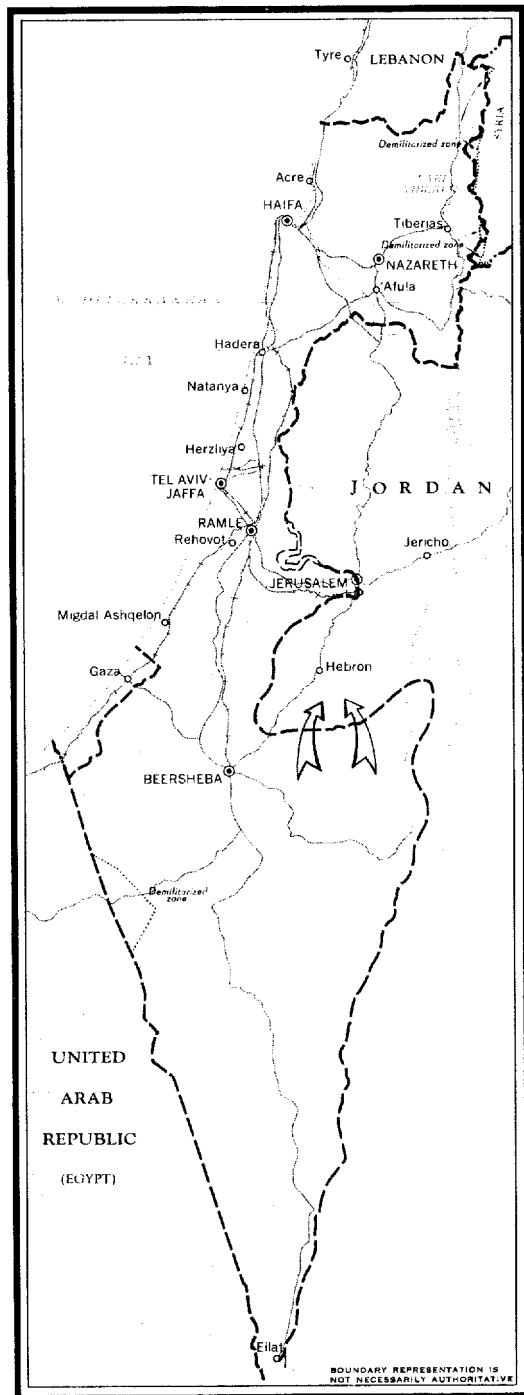 Tyre
LEBANON
SYRIA
Demilitarized zone
Acre
HAIFA
Tiberias
Demilitarized zone
NAZARETH
'Afula
Hadera
Natanya
Herzliya
TEL AVIV
JAFFA
JORDAN
RAMLE
Rehovot
Jericho
JERUSALEM
Migdal Ashqelon
Gaza
Hebron
BEERSHEBA
Demilitarized
zone
UNITED
ARAB
REPUBLIC
(EGYPT)
Eilat
BOUNDARY REPRESENTATION IS
NOT NECESSARILY AUTHORITATIVE